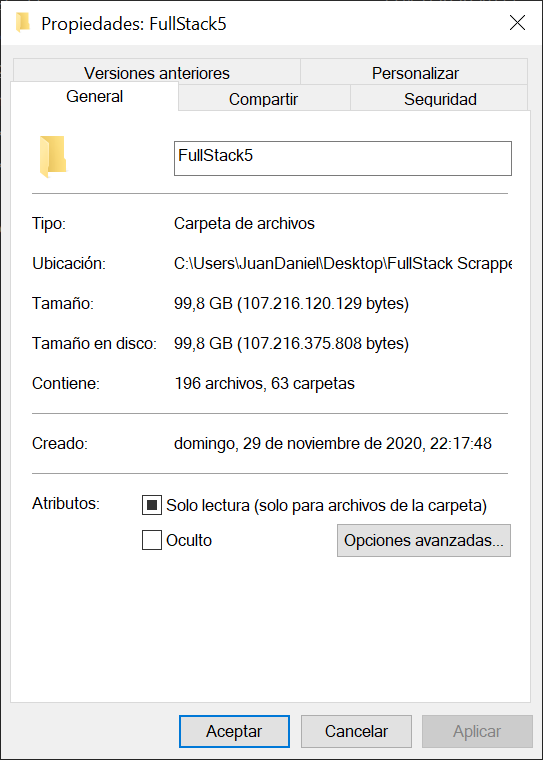 Propiedades: FullStack5
Versiones anteriores
Personalizar
General
Compartir
Seguridad
FullStack5
Tipo:
Carpeta de archivos
Ubicación:
C:\Users\JuanDaniel\Desktop\FullStack Scrappe
Tamaño:
99,8 GB (107.216.120.129 bytes)
Tamaño en disco:
99,8 GB (107.216.375.808 bytes)
Contiene:
196 archivos, 63 carpetas
Creado:
domingo, 29 de noviembre de 2020, 22:17:48
Atributos:
Solo lectura (solo para archivos de la carpeta)
Oculto
Opciones avanzadas...
Aceptar
Cancelar
Aplicar